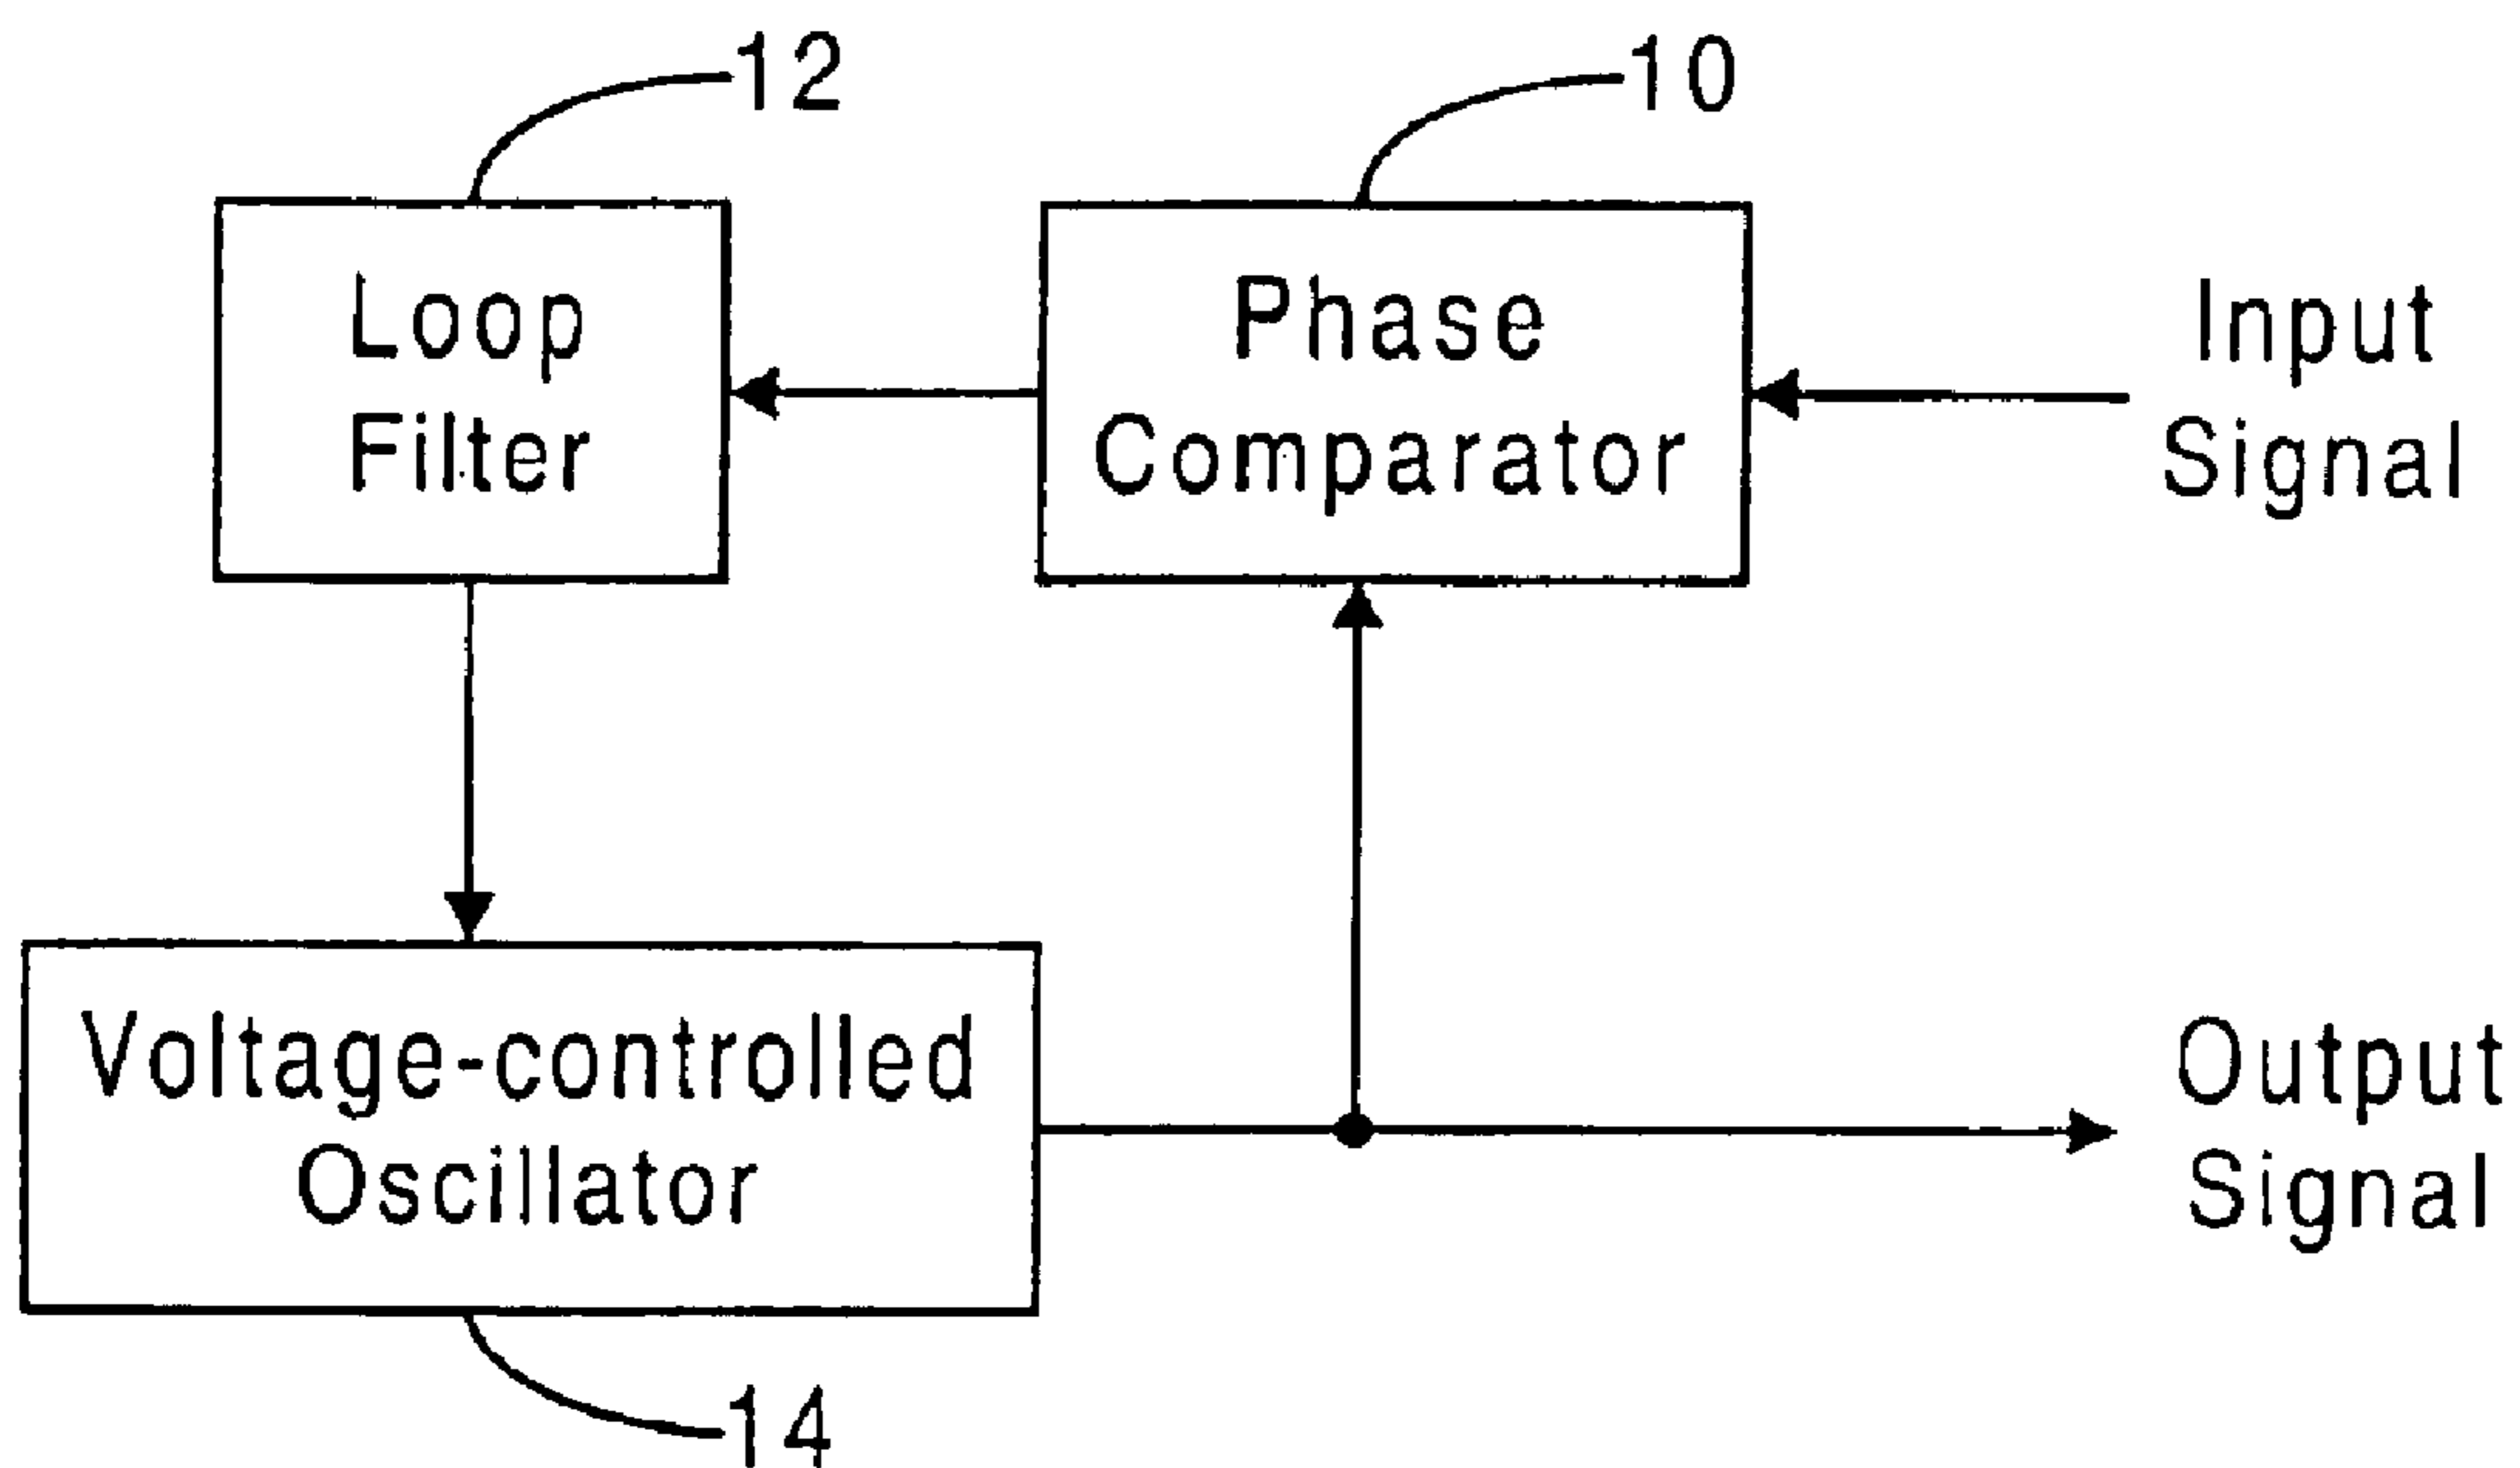 12
10
Loop
Filter
Phase
Comparator
Input
Signal
Voltage-controlled
Oscillator
Output
Signal
14